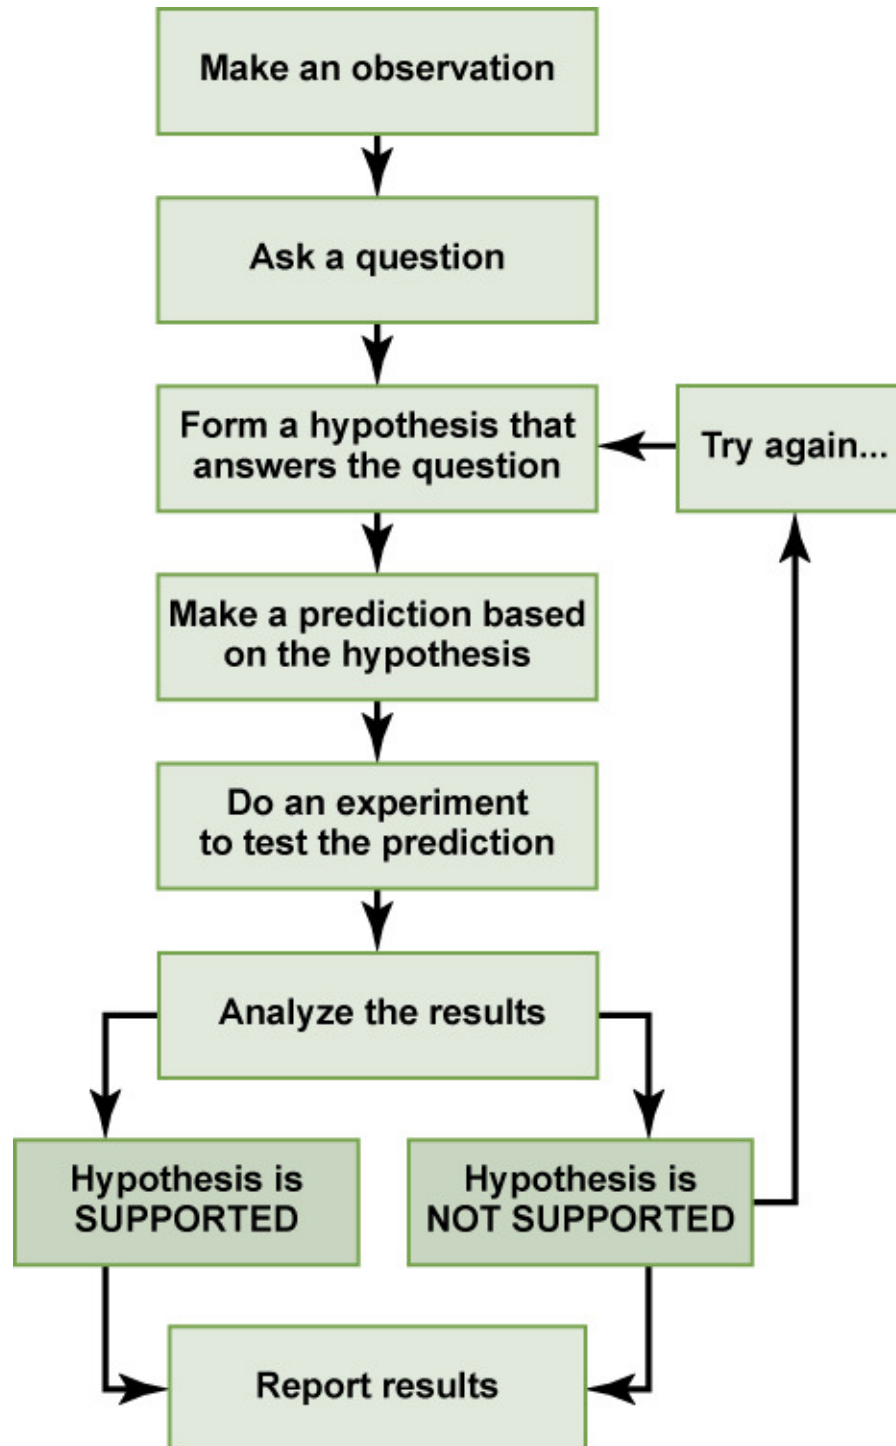 Make an observation
Ask a question
Form a hypothesis that
answers the question
Try again...
Make a prediction based
on the hypothesis
Do an experiment
to test the prediction
Analyze the results
Hypothesis is
SUPPORTED
Hypothesis is
NOT SUPPORTED
Report results